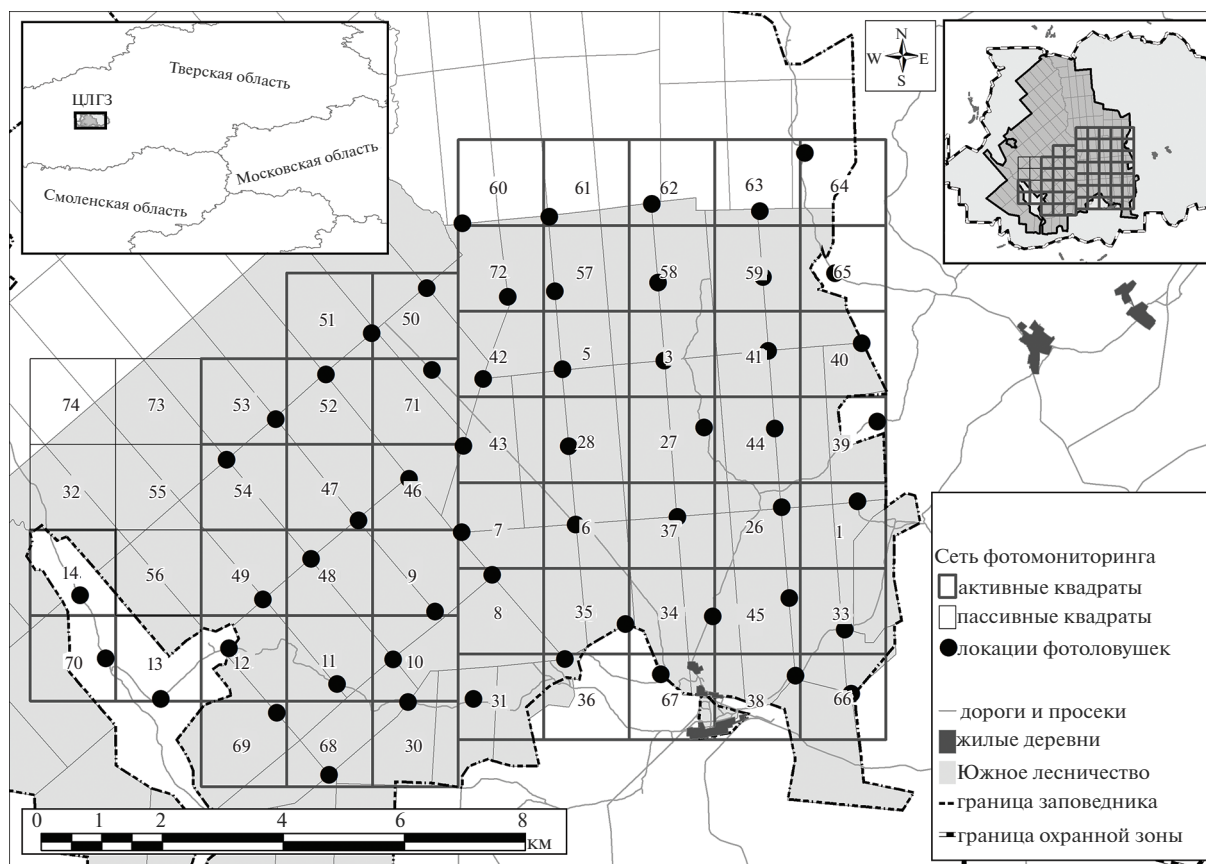 Тверская область
ЦЛГЗ
Московская область
Смоленская область
N
W E
S
60 61 62 63 64
72 57 58 59 65
51 50
42 5 3 41 40
74 73 53 52 71
43 28 27 44 39
32 55 54 47 46
7 6 37 26 1
14 56 49 48 9
8 35 34 45 33
70 13 12 11 10
31 36 67 38 66
69 68 30
Сеть фотомониторинга
активные квадраты
пассивные квадраты
локации фотоловушек
дороги и просеки
жилые деревни
Южное лесничество
граница заповедника
граница охранной зоны
0 1 2 4 6 8
км